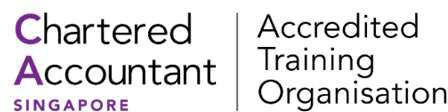 Chartered
Accountant
SINGAPORE
Accredited
Training
Organisation